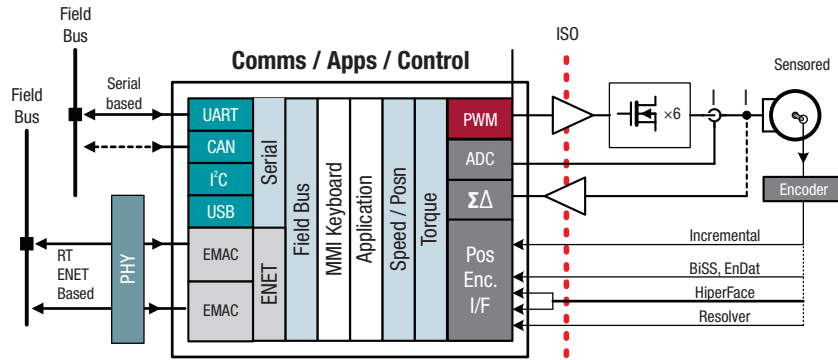 Field
Bus
Field
Bus
Serial
based
RT
ENET
Based
PHY
Comms / Apps / Control
UART
CAN
I²C
USB
EMAC
EMAC
Serial
ENET
Field Bus
MMI Keyboard
Application
Speed / Posn
Torque
PWM
ADC
ΣΔ
Pos
Enc.
I/F
ISO
×6
Sensored
Encoder
Incremental
BiSS, EnDat
HiperFace
Resolver